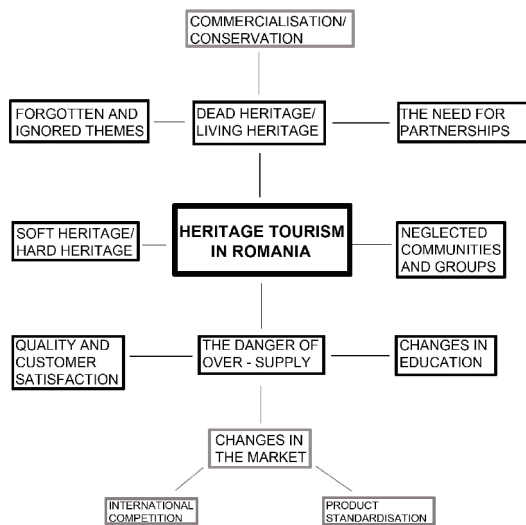 COMMERCIALISATION/
CONSERVATION
FORGOTTEN AND
IGNORED THEMES
DEAD HERITAGE/
LIVING HERITAGE
THE NEED FOR
PARTNERSHIPS
SOFT HERITAGE/
HARD HERITAGE
HERITAGE TOURISM
IN ROMANIA
NEGLECTED
COMMUNITIES
AND GROUPS
QUALITY AND
CUSTOMER
SATISFACTION
THE DANGER OF
OVER - SUPPLY
CHANGES IN
EDUCATION
CHANGES IN
THE MARKET
INTERNATIONAL
COMPETITION
PRODUCT
STANDARDISATION